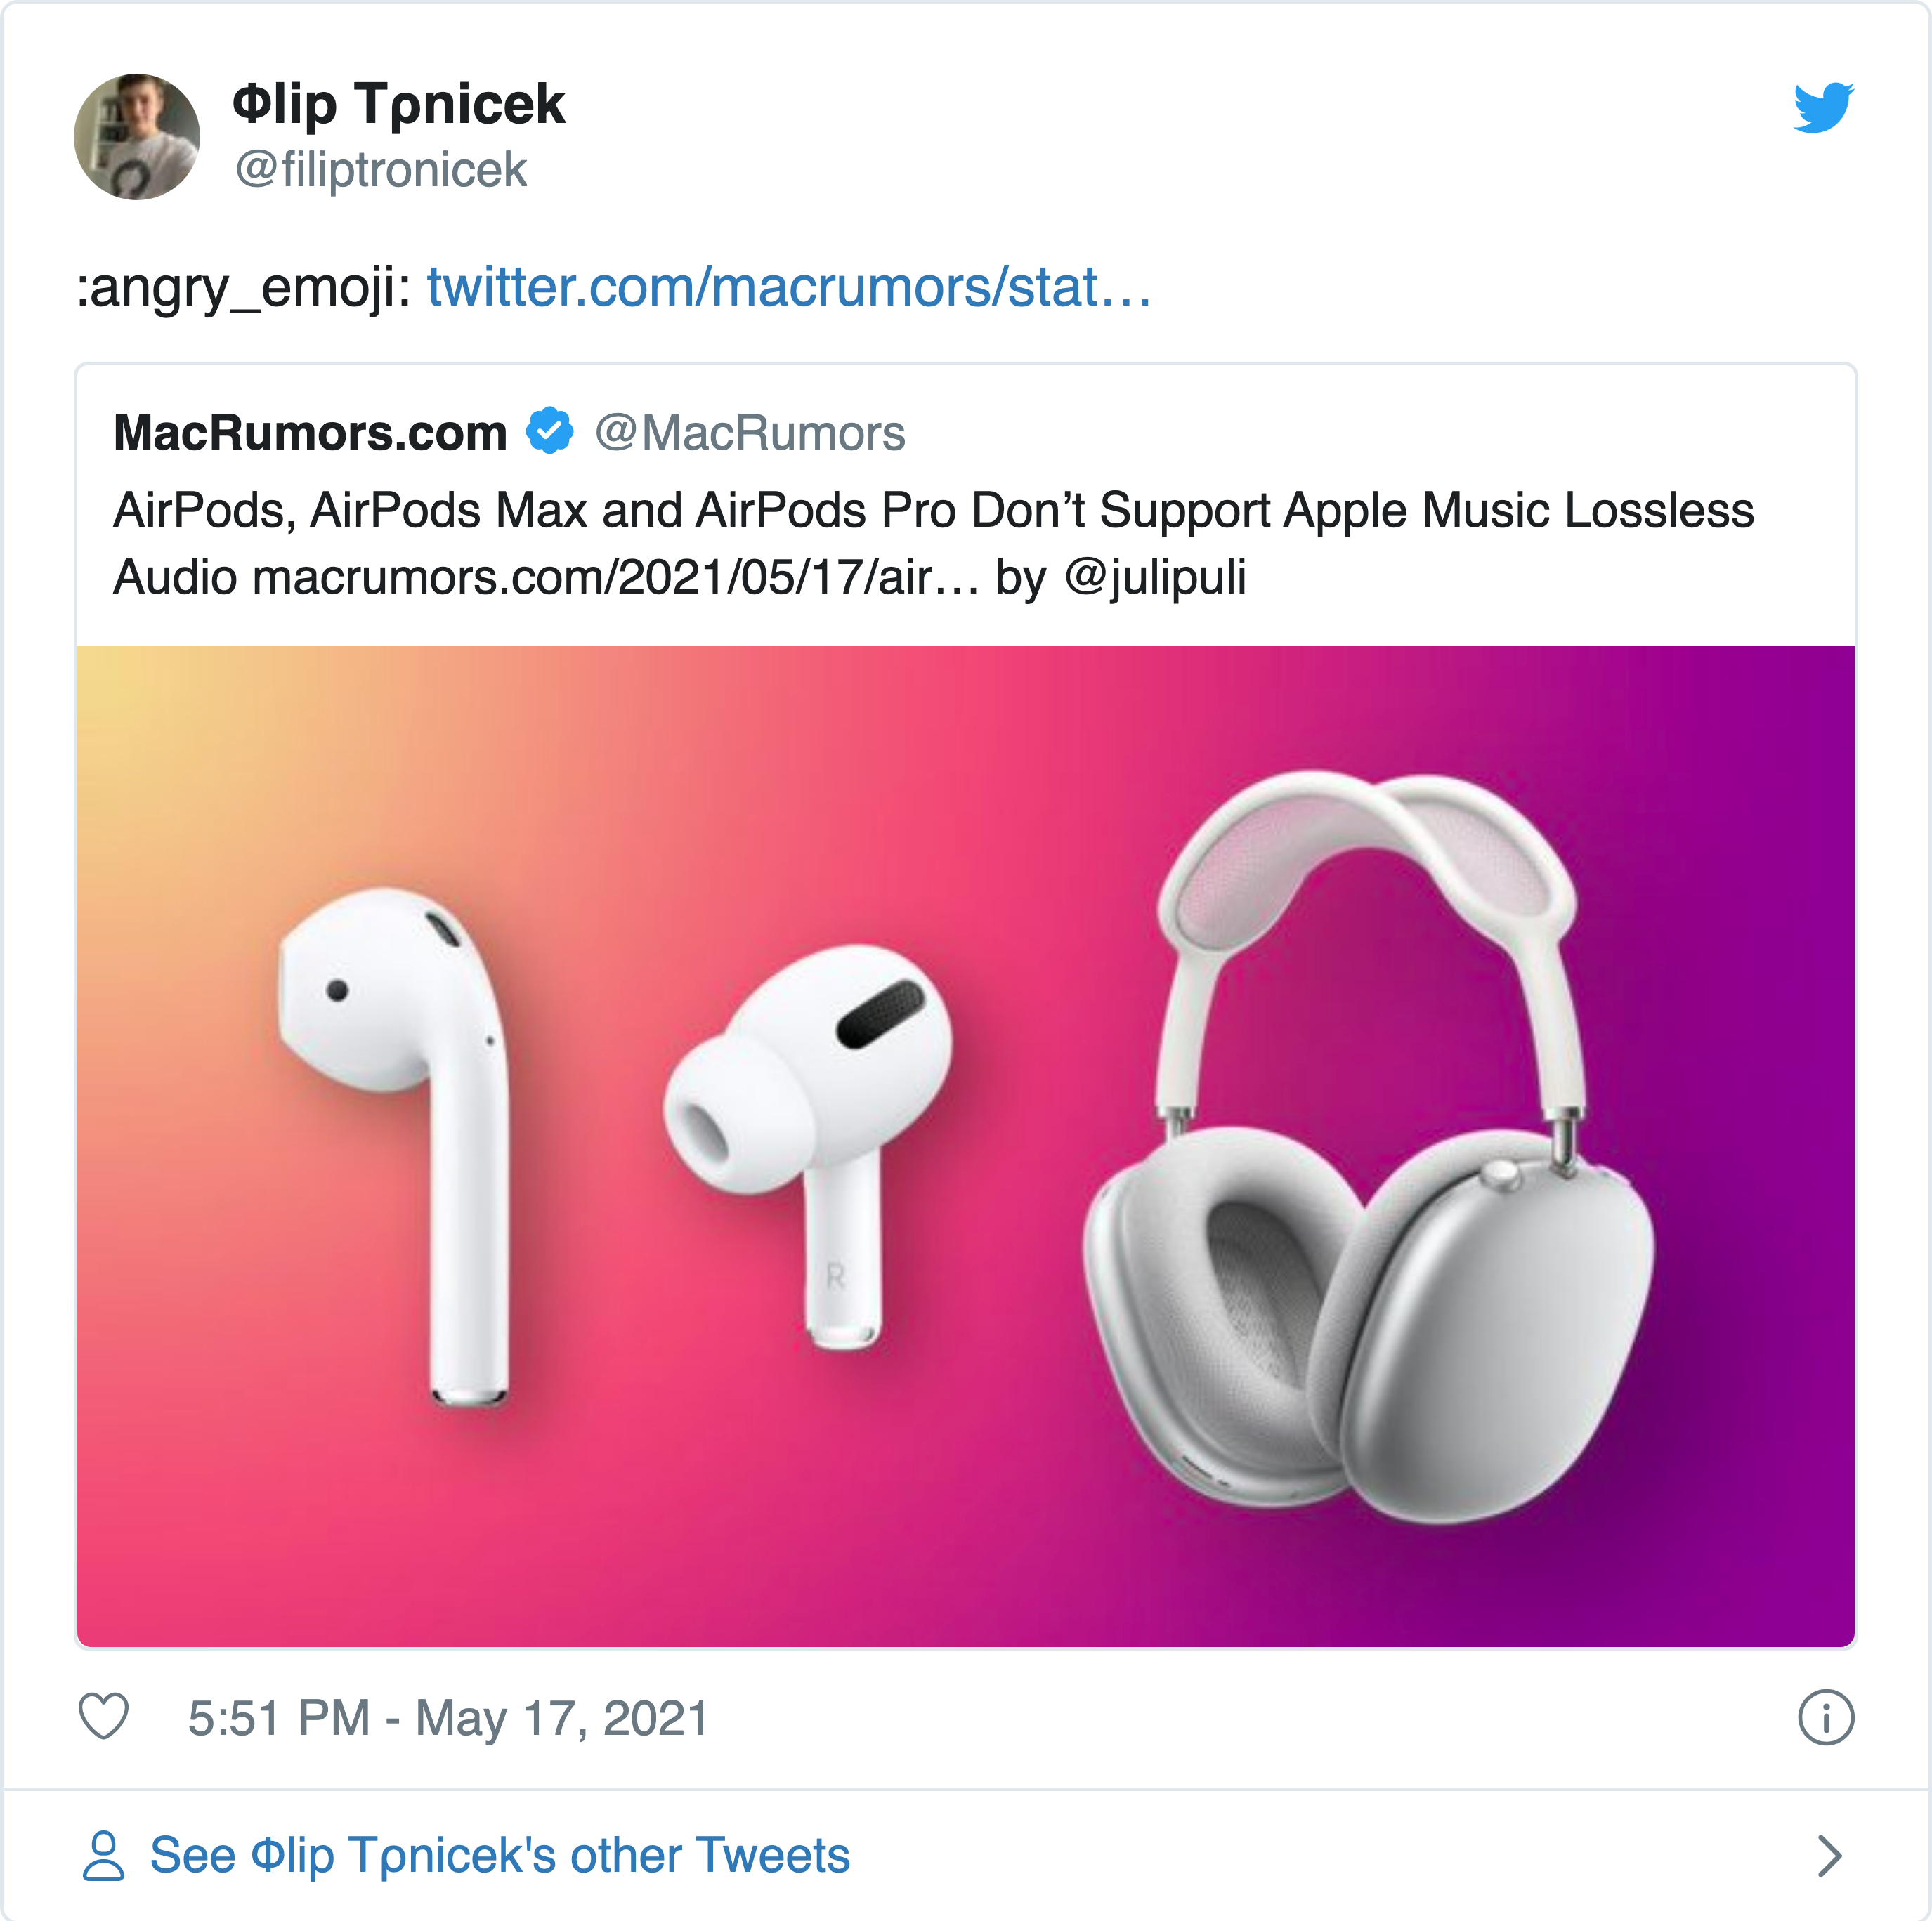 Φlip Tρnicek
@filiptronicek
:angry_emoji: twitter.com/macrumors/stat…
MacRumors.com @MacRumors
AirPods, AirPods Max and AirPods Pro Don’t Support Apple Music Lossless
Audio macrumors.com/2021/05/17/air… by @julipuli
R
5:51 PM - May 17, 2021
See Φlip Tρnicek's other Tweets